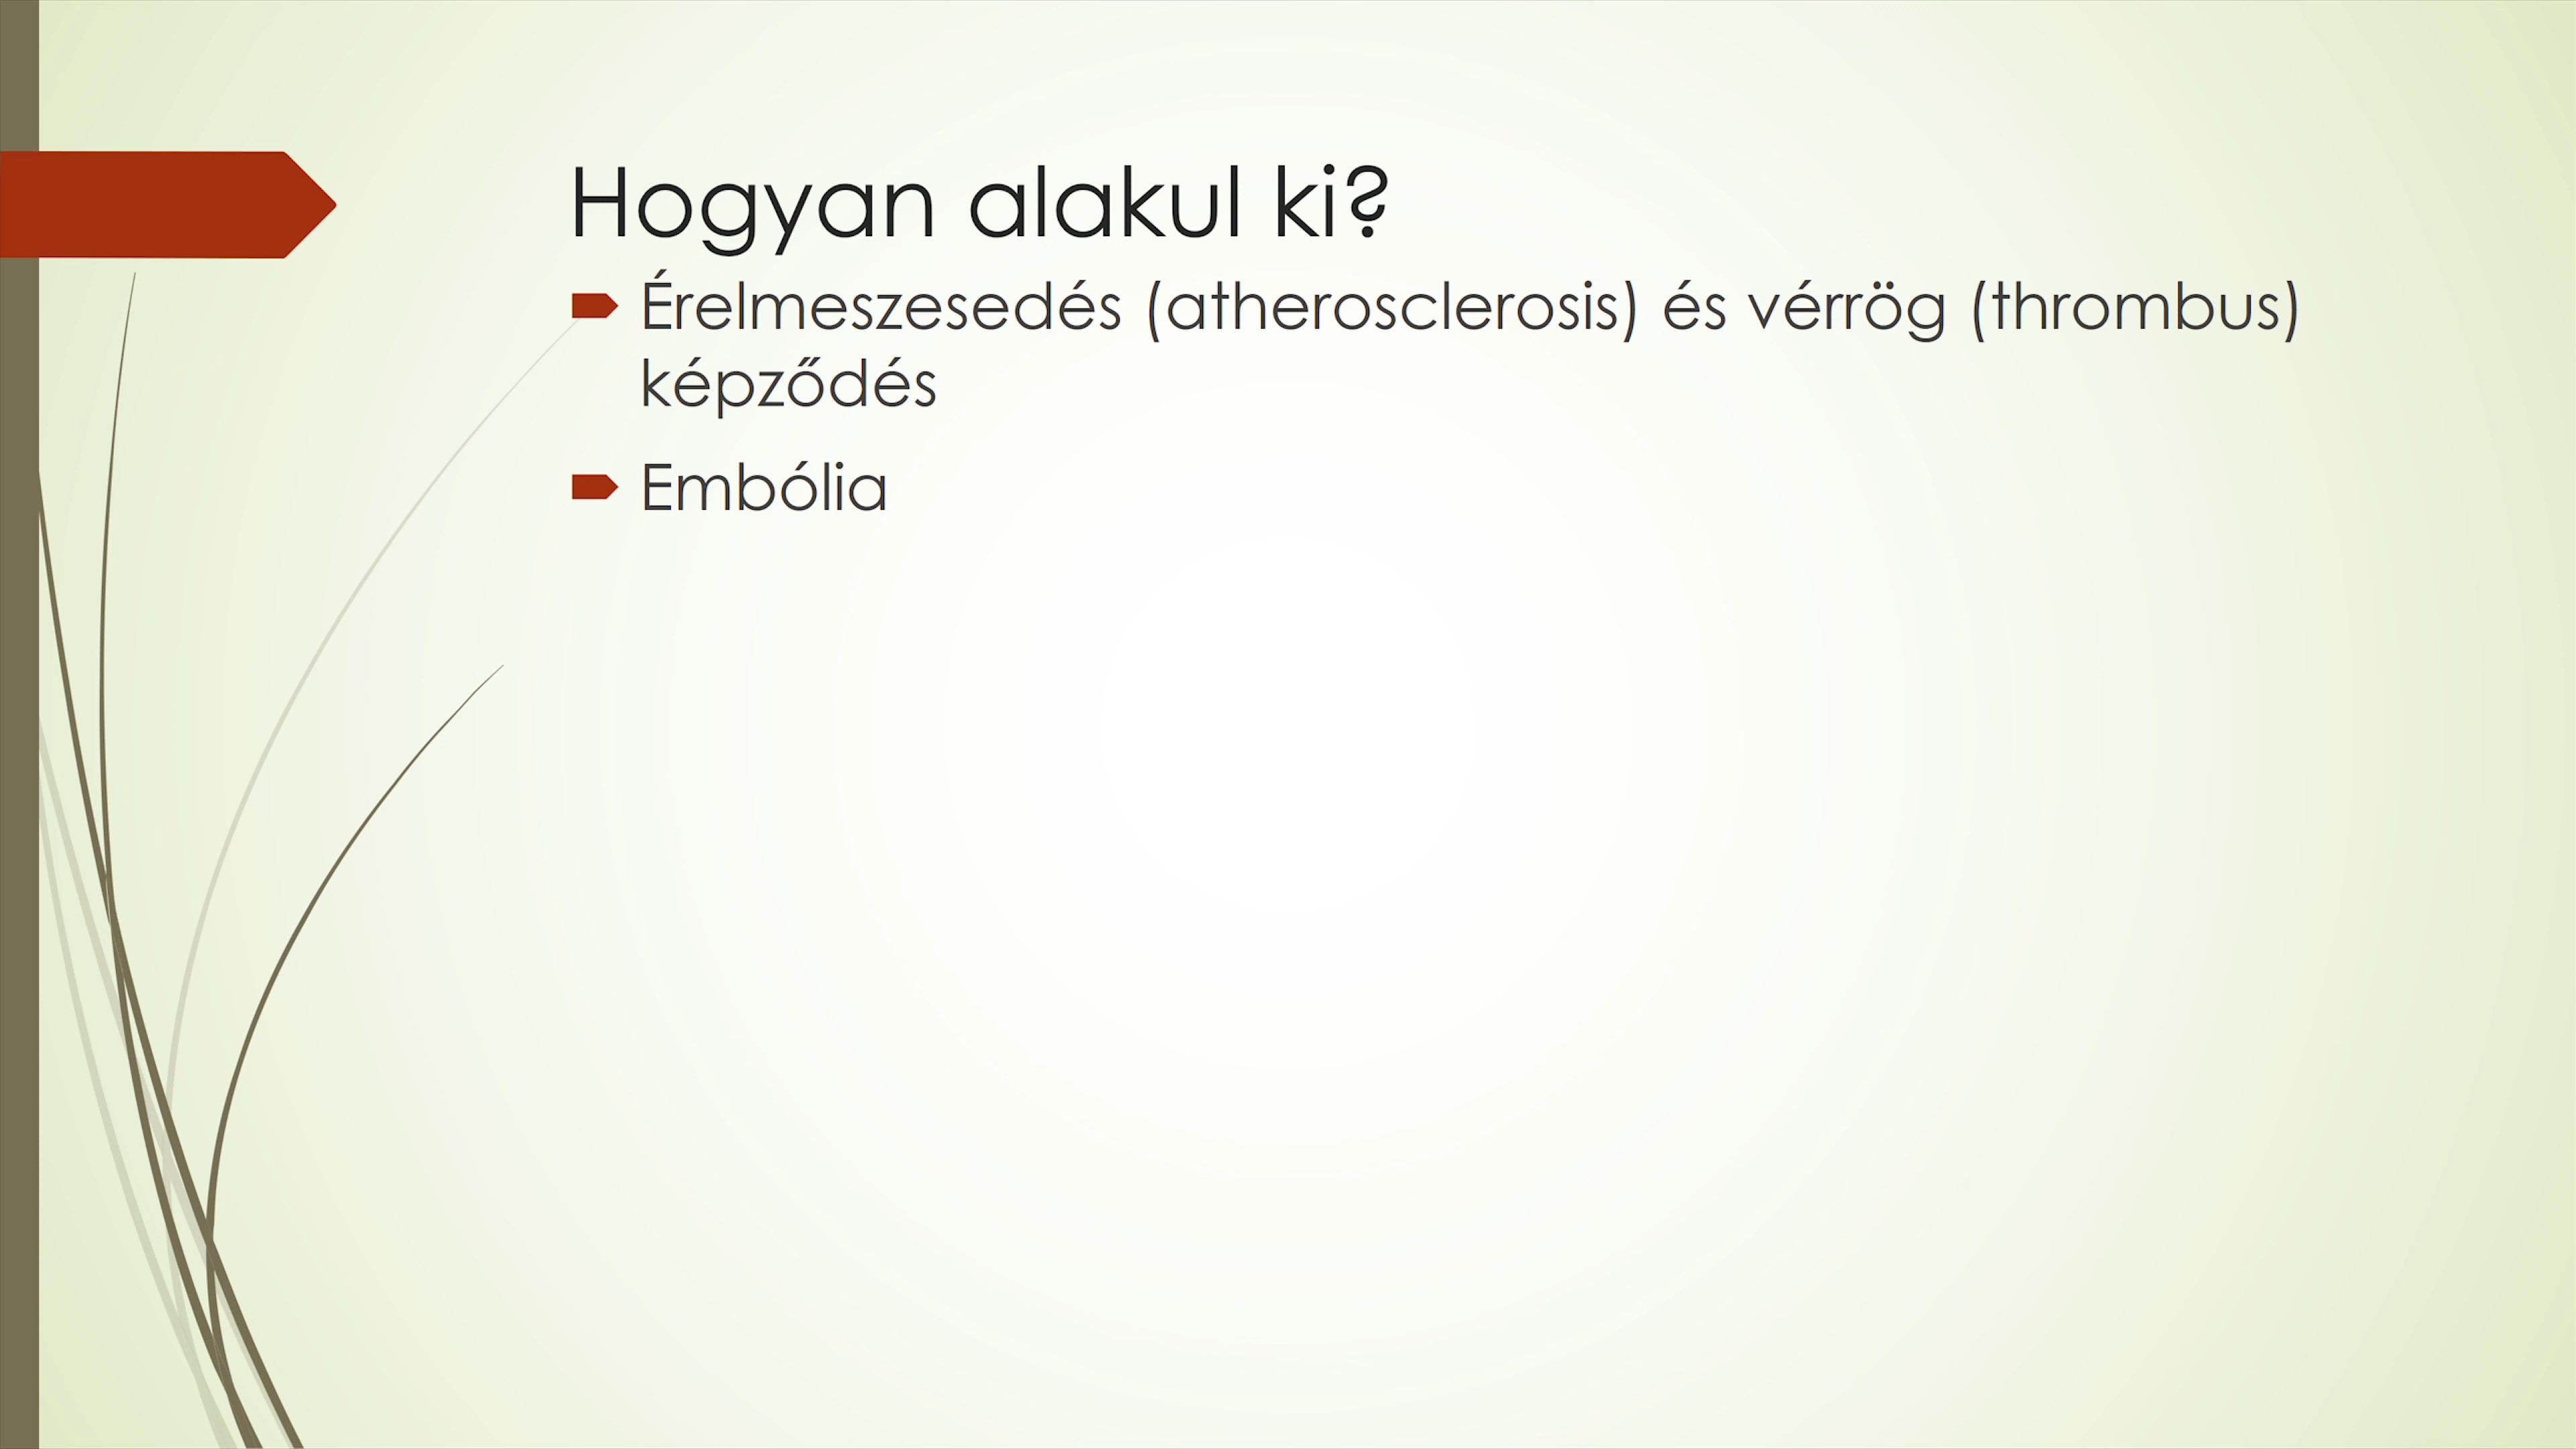 Hogyan alakul ki?
Érelmeszesedés (atherosclerosis) és vérrög (thrombus)
képződés
Embólia